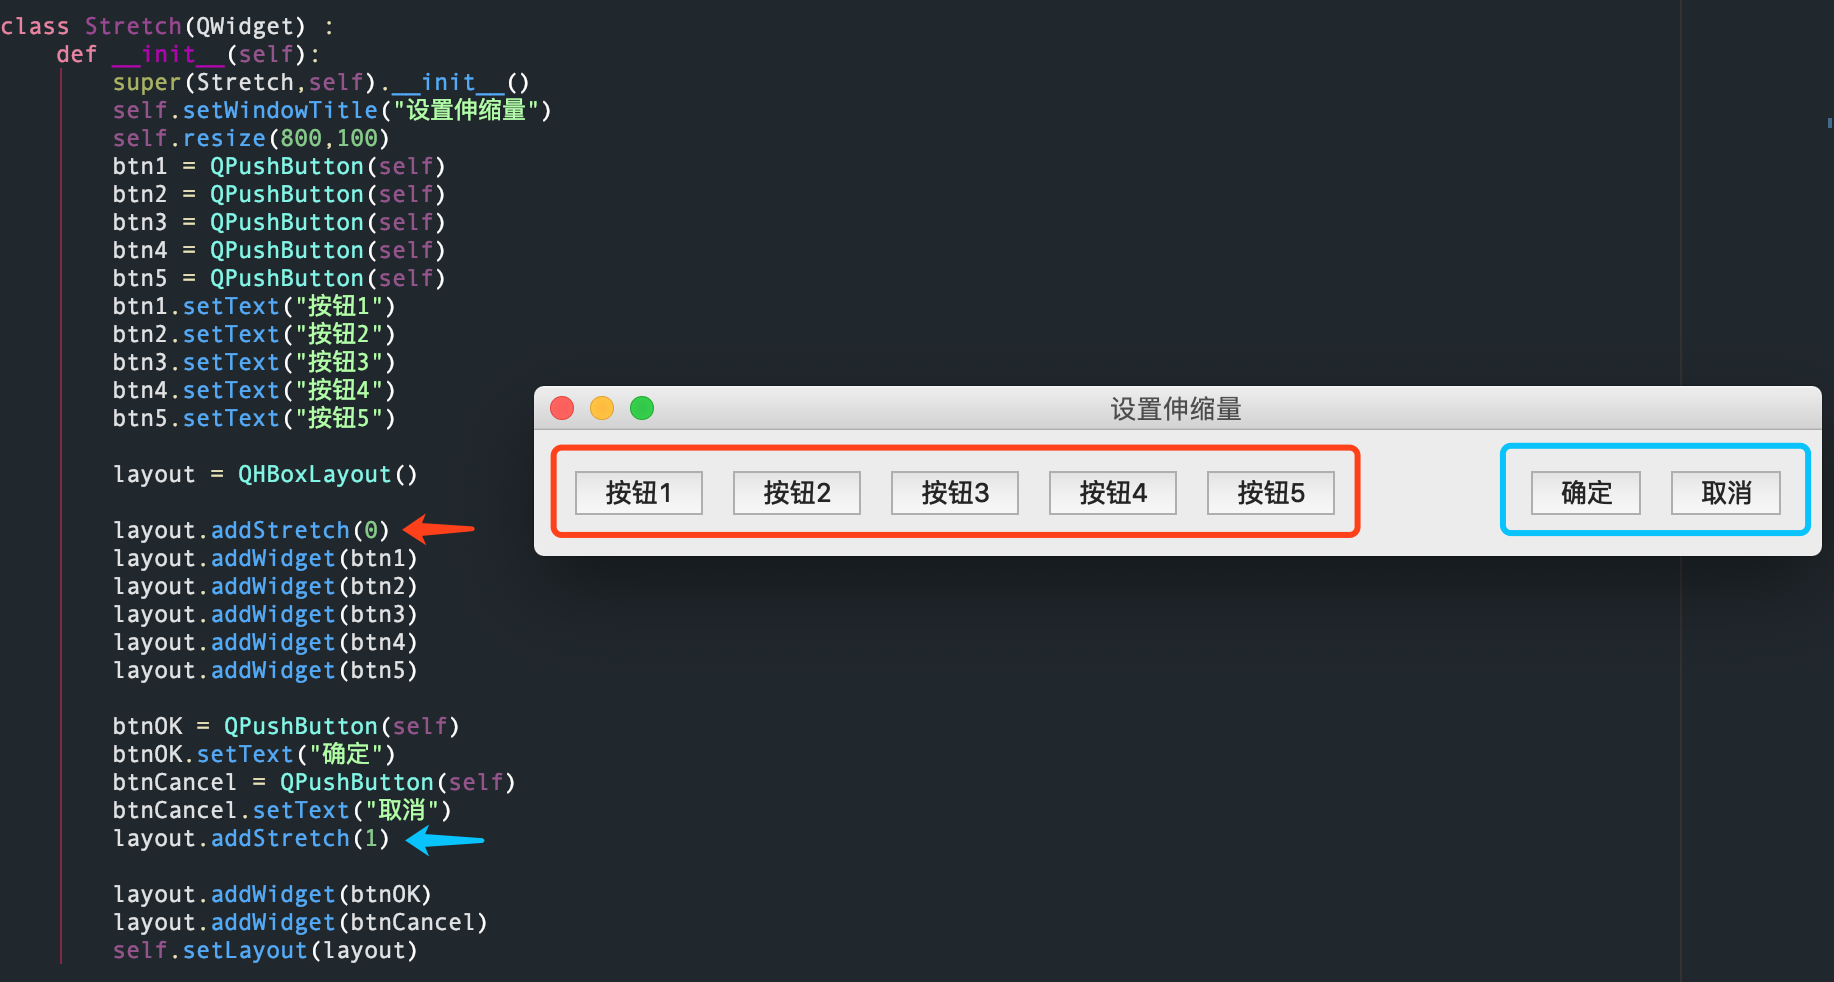 class Stretch(QWidget) :
    def __init__(self):
        super(Stretch,self).__init__()
        self.setWindowTitle("设置伸缩量")
        self.resize(800,100)
        btn1 = QPushButton(self)
        btn2 = QPushButton(self)
        btn3 = QPushButton(self)
        btn4 = QPushButton(self)
        btn5 = QPushButton(self)
        btn1.setText("按钮1")
        btn2.setText("按钮2")
        btn3.setText("按钮3")
        btn4.setText("按钮4")
        btn5.setText("按钮5")
        layout = QHBoxLayout()
        layout.addStretch(0)
        layout.addWidget(btn1)
        layout.addWidget(btn2)
        layout.addWidget(btn3)
        layout.addWidget(btn4)
        layout.addWidget(btn5)
        btnOK = QPushButton(self)
        btnOK.setText("确定")
        btnCancel = QPushButton(self)
        btnCancel.setText("取消")
        layout.addStretch(1)
        layout.addWidget(btnOK)
        layout.addWidget(btnCancel)
        self.setLayout(layout)
设置伸缩量
按钮1 按钮2 按钮3 按钮4 按钮5 确定 取消